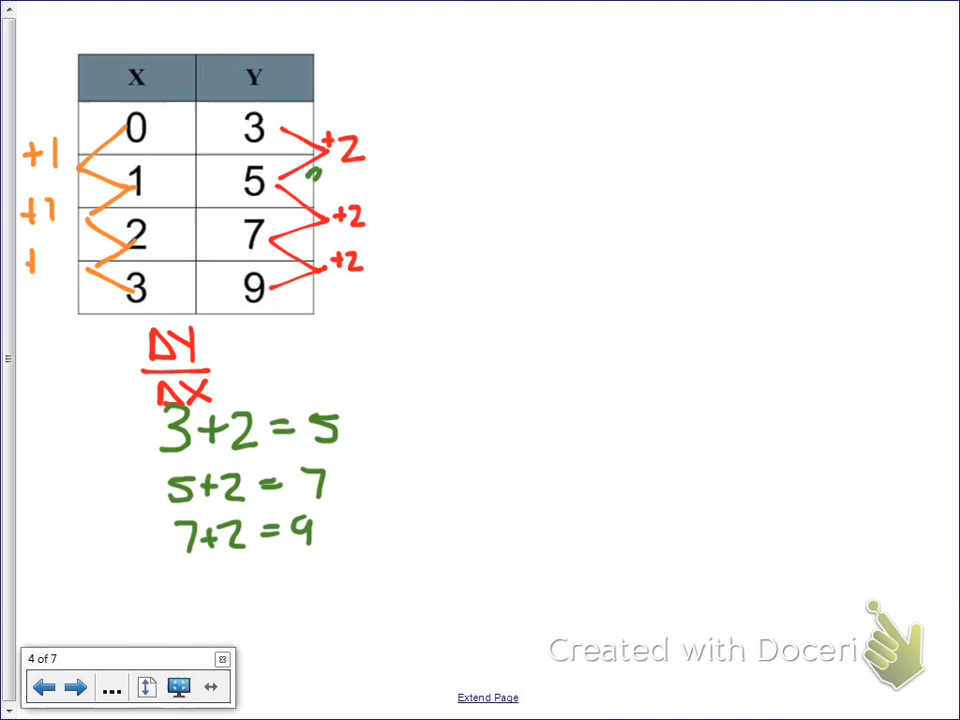 X Y
0 3
+1 +2
1 5
+1 +2
2 7
+ +2
3 9
ΔY
ΔX
3+2=5
5+2=7
7+2=9
Created with Doceri
4 of 7
...
Extend Page